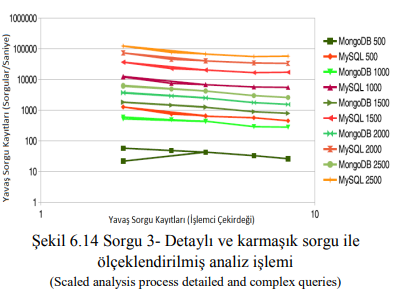 1000000
100000
10000
1000
100
10
1
Yavaş Sorgu Kayıtları (Sorgular/Saniye)
1
10
Yavaş Sorgu Kayıtları (İşlemci Çekirdeği)
MongoDB 500
MySQL 500
MongoDB 1000
MySQL 1000
MongoDB 1500
MySQL 1500
MongoDB 2000
MySQL 2000
MongoDB 2500
MySQL 2500
Şekil 6.14 Sorgu 3- Detaylı ve karmaşık sorgu ile
ölçeklendirilmiş analiz işlemi
(Scaled analysis process detailed and complex queries)